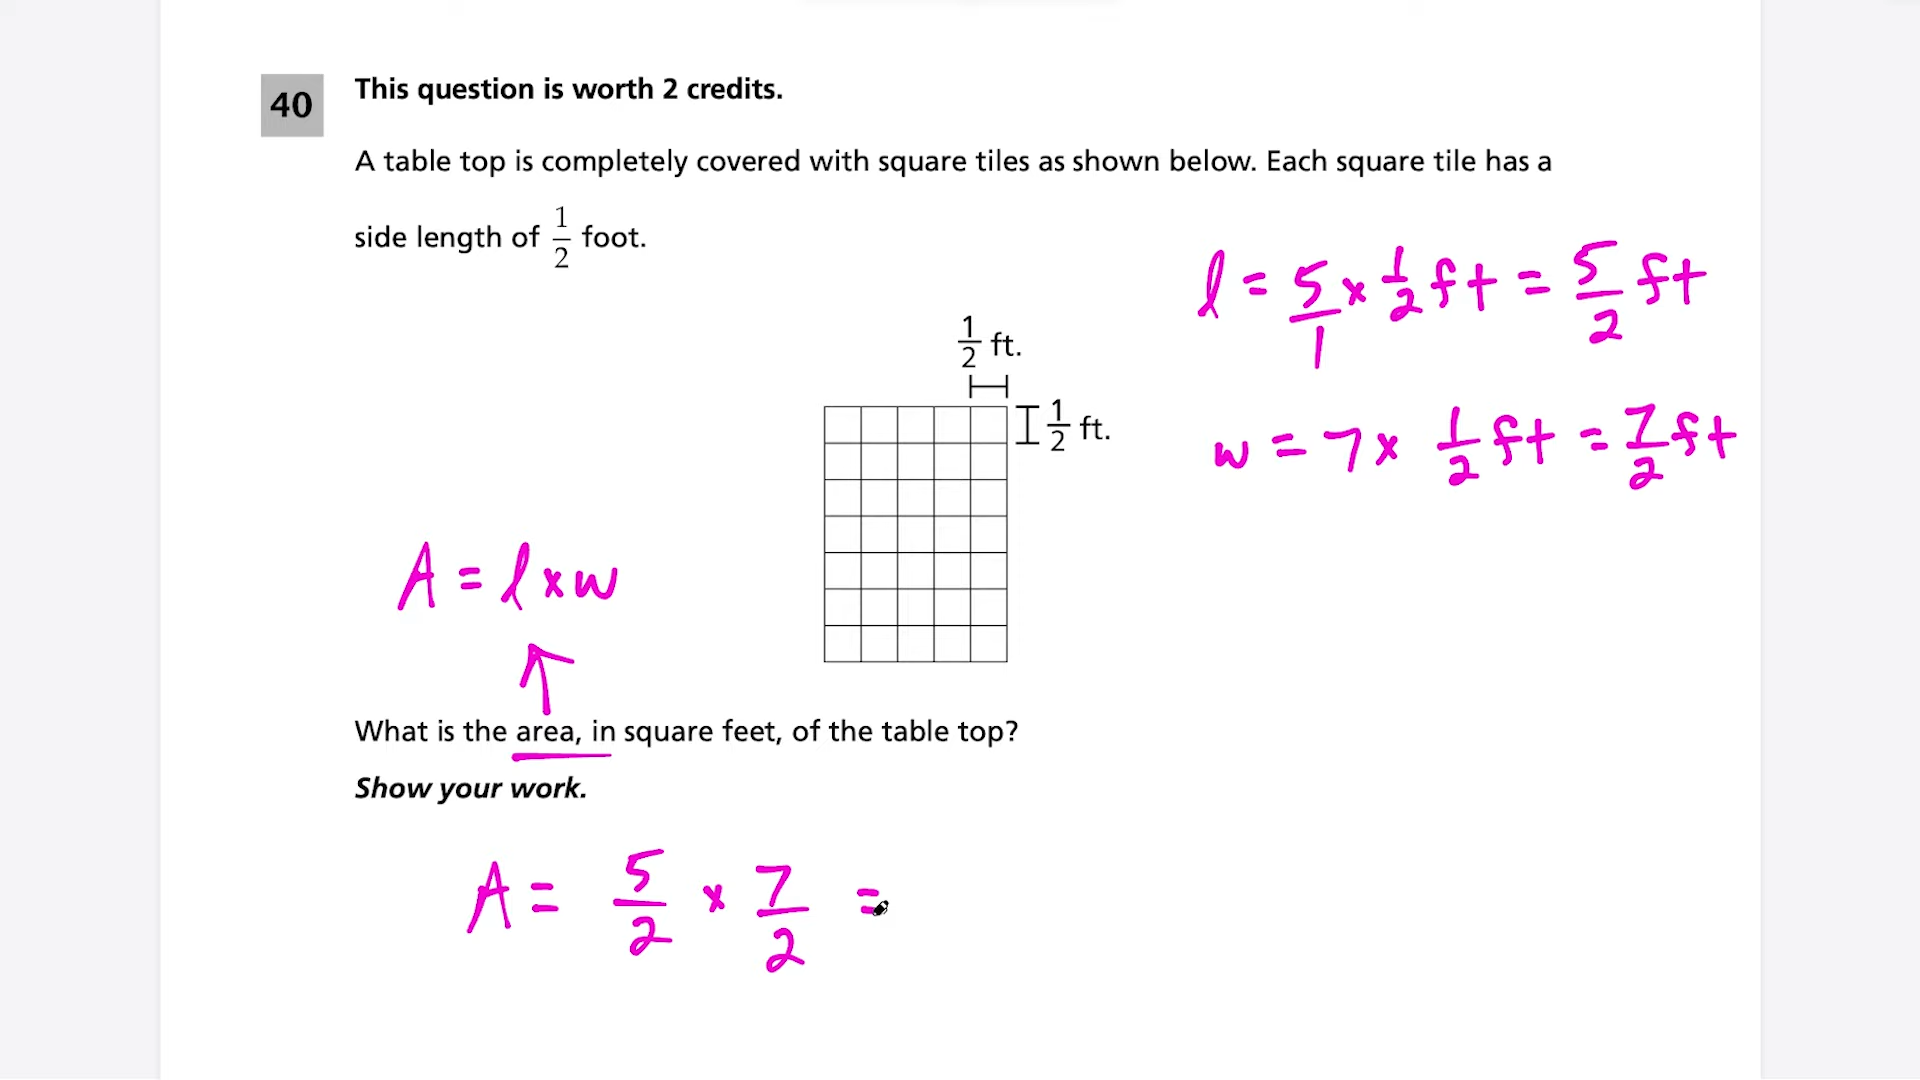 40
This question is worth 2 credits.
A table top is completely covered with square tiles as shown below. Each square tile has a
side length of 1/2 foot.
l = 5/1 × 1/2 ft = 5/2 ft
1/2 ft.
1/2 ft.
w = 7 × 1/2 ft = 7/2 ft
A = l × w
What is the area, in square feet, of the table top?
Show your work.
A = 5/2 × 7/2 =